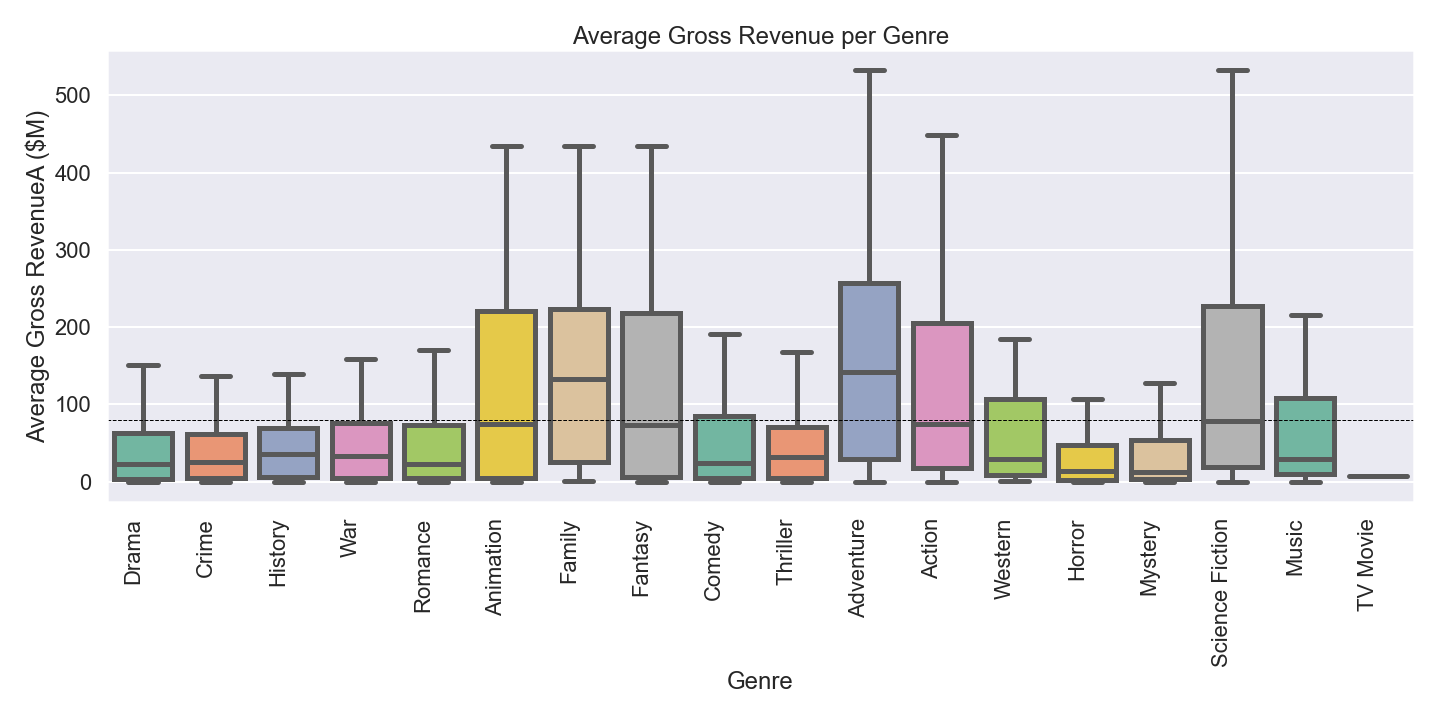 Average Gross Revenue per Genre
Average Gross RevenueA ($M)
500
400
300
200
100
0
Drama
Crime
History
War
Romance
Animation
Family
Fantasy
Comedy
Thriller
Adventure
Action
Western
Horror
Mystery
Science Fiction
Music
TV Movie
Genre